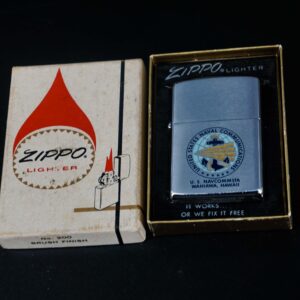 ZIPPO
LIGHTER
No. 200
BRUSH FINISH
ZIPPO LIGHTER
UNITED STATES NAVAL COMMUNICATIONS
U.S. NAVCOMMSTA
WAHIAWA, HAWAII
IT WORKS...
OR WE FIX IT FREE